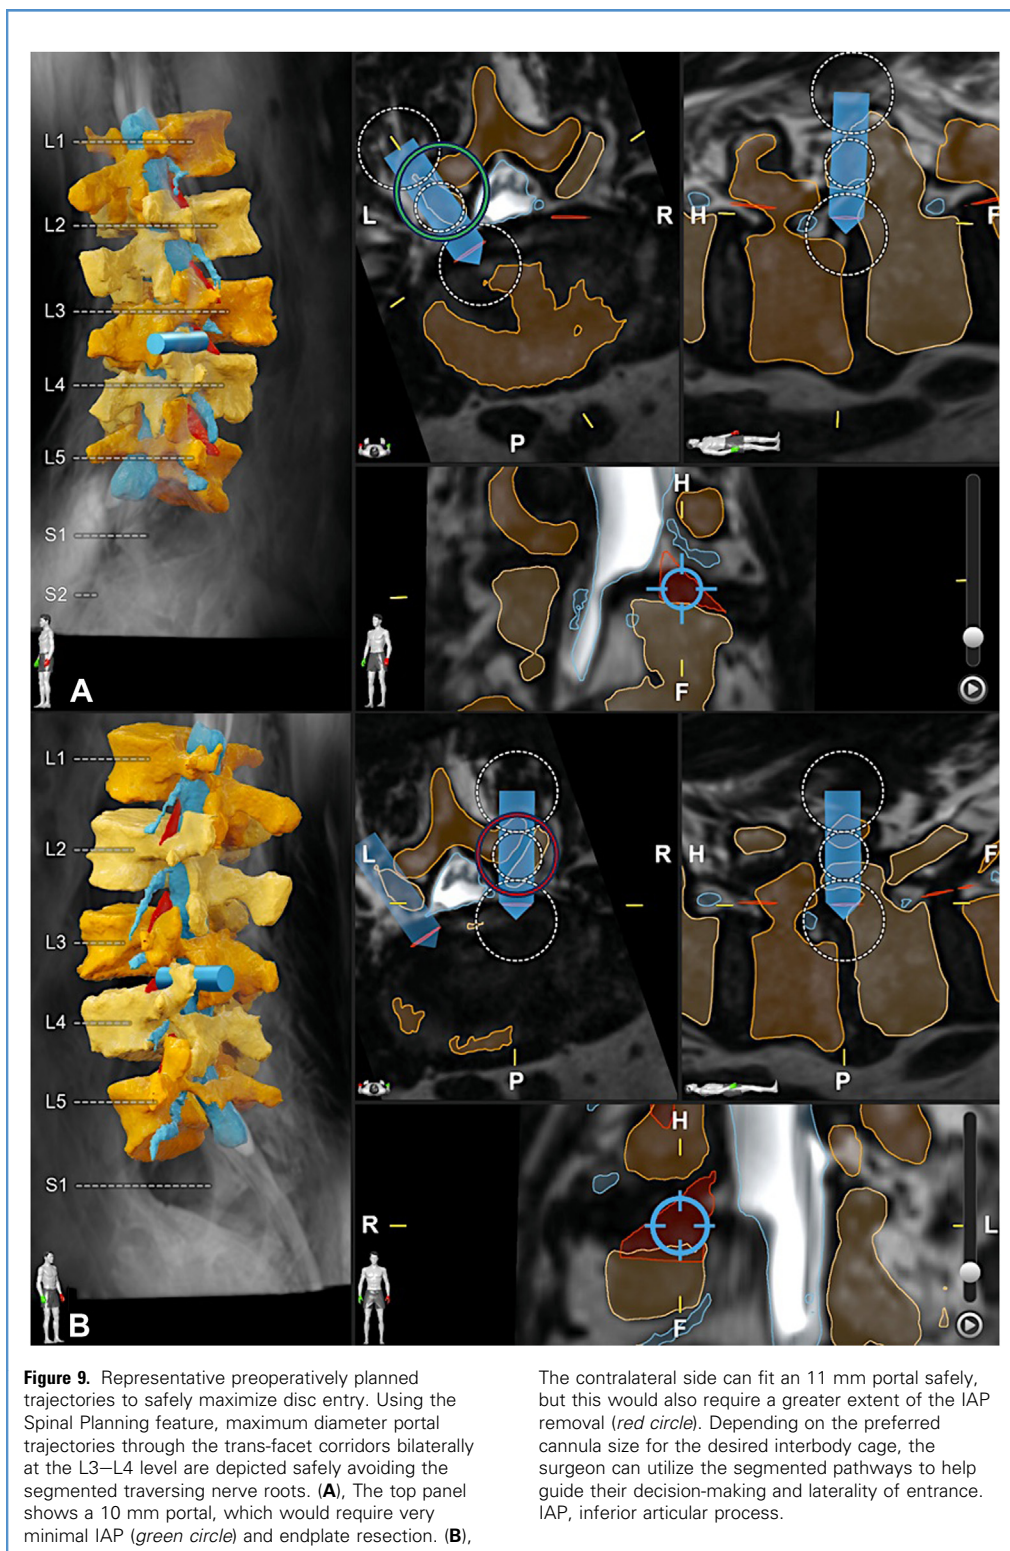 L1
L2
L3
L4
L5
S1
S2
A
L
R
P
H
F
H
F
L1
L2
L3
L4
L5
S1
B
L
R
P
H
F
P
H
R
L
F
Figure 9. Representative preoperatively planned
trajectories to safely maximize disc entry. Using the
Spinal Planning feature, maximum diameter portal
trajectories through the trans-facet corridors bilaterally
at the L3–L4 level are depicted safely avoiding the
segmented traversing nerve roots. (A), The top panel
shows a 10 mm portal, which would require very
minimal IAP (green circle) and endplate resection. (B),
The contralateral side can fit an 11 mm portal safely,
but this would also require a greater extent of the IAP
removal (red circle). Depending on the preferred
cannula size for the desired interbody cage, the
surgeon can utilize the segmented pathways to help
guide their decision-making and laterality of entrance.
IAP, inferior articular process.